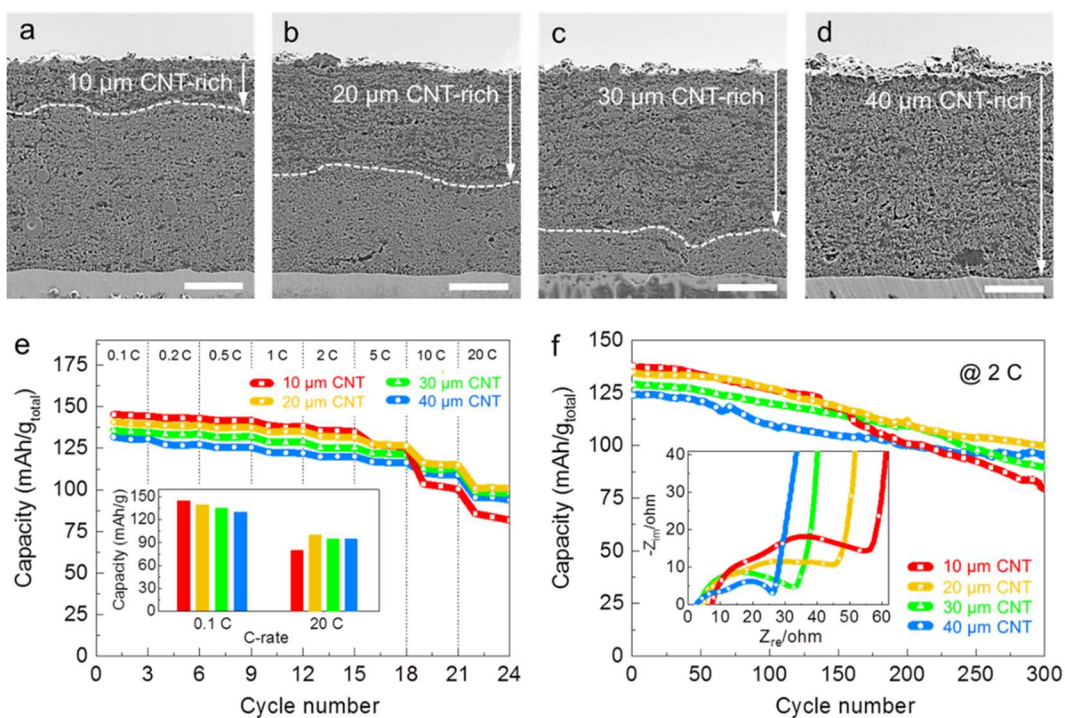 a
10 µm CNT-rich
b
20 µm CNT-rich
c
30 µm CNT-rich
d
40 µm CNT-rich
e
0.1 C 0.2 C 0.5 C 1 C 2 C 5 C 10 C 20 C
10 µm CNT 30 µm CNT
20 µm CNT 40 µm CNT
Capacity (mAh/g_total)
175
150
125
100
75
50
25
0
0 3 6 9 12 15 18 21 24
Cycle number
Capacity (mAh/g)
150
120
90
60
30
0
0.1 C 20 C
C-rate
f
@ 2 C
Capacity (mAh/g_total)
150
125
100
75
50
25
0
0 50 100 150 200 250 300
Cycle number
-Z_im/ohm
40
30
20
10
0
0 10 20 30 40 50 60
Z_re/ohm
10 µm CNT
20 µm CNT
30 µm CNT
40 µm CNT